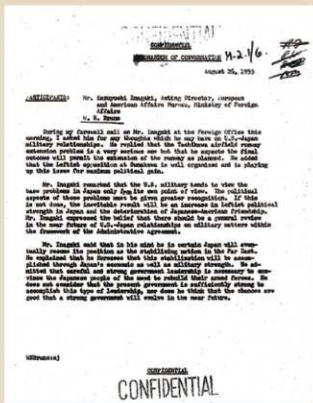 CONFIDENTIAL
CONFIDENTIAL
MEMORANDUM OF CONVERSATION M-2.1/6.
August 26, 1955
PARTICIPANTS: Mr. Inagaki, Acting Director, European
and American Affairs Bureau, Ministry of Foreign
Affairs
During my farewell call on Mr. Inagaki at the Foreign Office this
morning, I asked him for any thoughts which he may have on U.S.-Japan
military relationships. He replied that the Tachikawa airfield runway
extension problem is a very serious one but that he expects the final
outcome will permit the extension of the runway as planned. He added
that the leftist opposition at Sunakawa is well organized and is playing up
this issue for maximum political gain.
Mr. Inagaki remarked that the U.S. military tends to view the
base problems in Japan only from its own point of view. The political
aspects of these problems must be given greater recognition. If this
is not done, the inevitable result will be an increase in leftist political
strength in Japan and the deterioration of Japanese-American friendship.
Mr. Inagaki expressed the belief that there should be a general review
in the near future of U.S.-Japan relationships on military matters within
the framework of the Administrative Agreement.
Mr. Inagaki said that in his mind he is certain Japan will even-
tually resume its position as the stabilizing nation in the Far East.
He explained that he foresees that this stabilization will be accom-
plished through Japan's economic as well as military strength. He ad-
mitted that careful and strong government leadership is necessary to con-
vince the Japanese people of the need to rebuild their armed forces. He
does not consider that the present government is sufficiently strong to
accomplish this type of leadership, nor does he think that the chances are
good that a strong government will evolve in the near future.
CONFIDENTIAL
CONFIDENTIAL